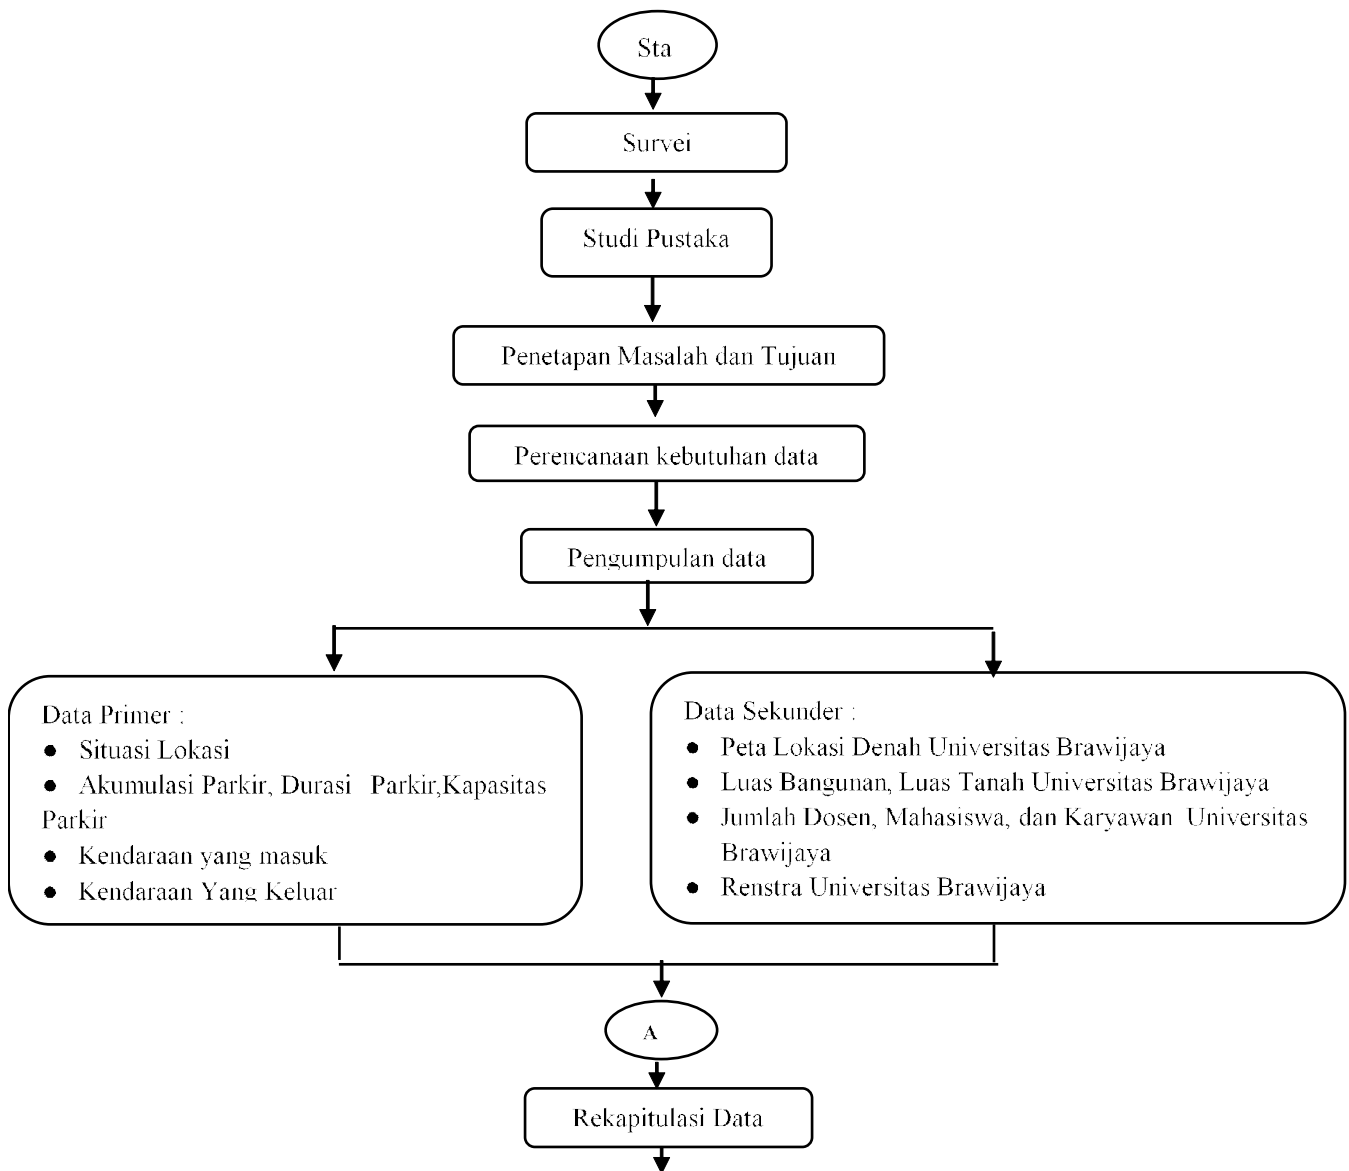 Sta
Survei
Studi Pustaka
Penetapan Masalah dan Tujuan
Perencanaan kebutuhan data
Pengumpulan data
Data Primer :
● Situasi Lokasi
● Akumulasi Parkir, Durasi Parkir,Kapasitas
Parkir
● Kendaraan yang masuk
● Kendaraan Yang Keluar
Data Sekunder :
● Peta Lokasi Denah Universitas Brawijaya
● Luas Bangunan, Luas Tanah Universitas Brawijaya
● Jumlah Dosen, Mahasiswa, dan Karyawan Universitas
Brawijaya
● Renstra Universitas Brawijaya
A
Rekapitulasi Data